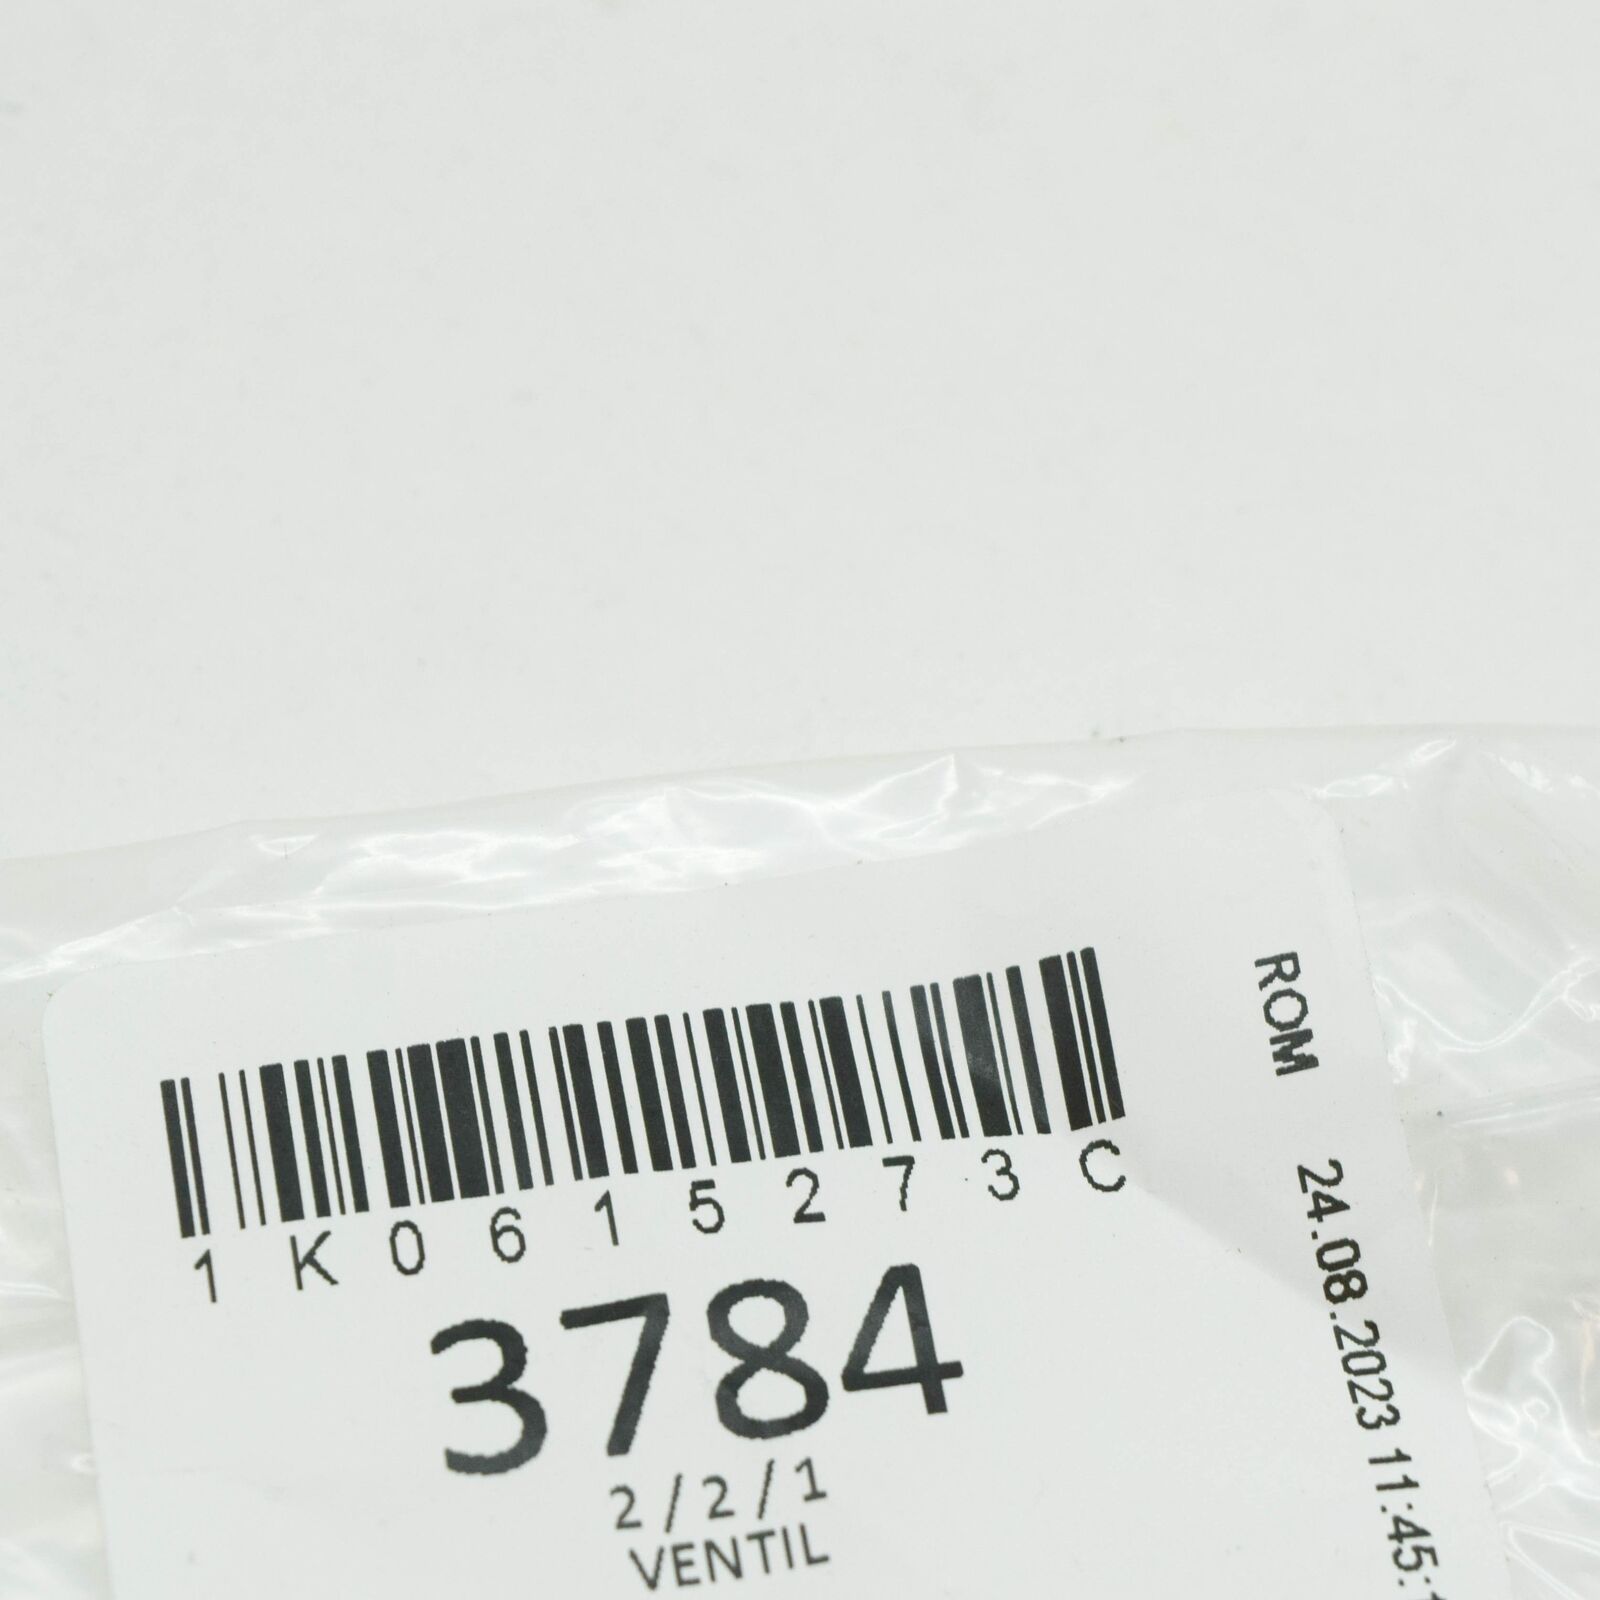 1K0615273C
3784
2/2/1
VENTIL
ROM 24.08.2023 11:45: